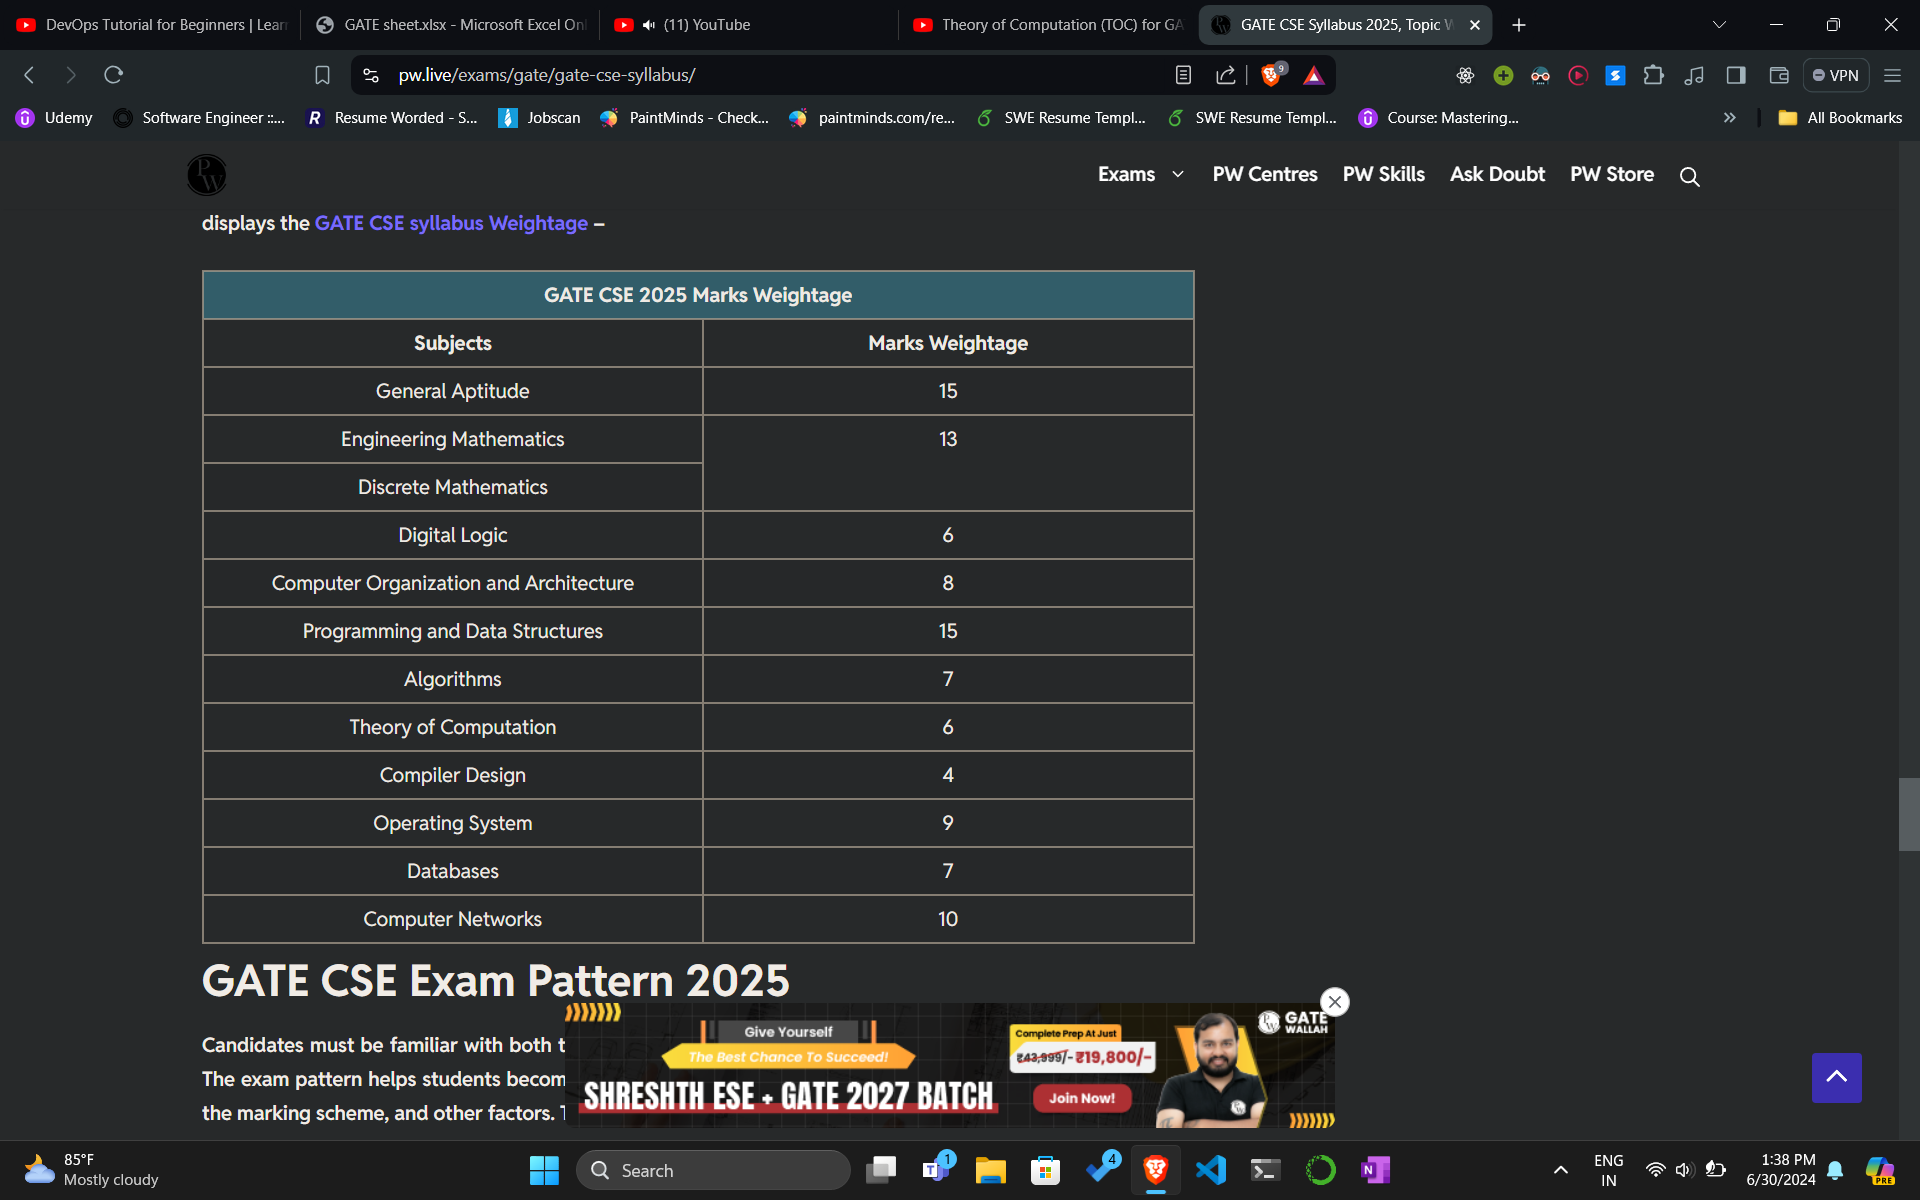 DevOps Tutorial for Beginners | Lear
GATE sheet.xlsx - Microsoft Excel Onl
(11) YouTube
Theory of Computation (TOC) for GA
GATE CSE Syllabus 2025, Topic W
pw.live/exams/gate/gate-cse-syllabus/
9
VPN
Udemy
Software Engineer ::...
R
Resume Worded - S...
Jobscan
PaintMinds - Check...
paintminds.com/re...
SWE Resume Templ...
SWE Resume Templ...
Course: Mastering...
All Bookmarks
PW
Exams
PW Centres
PW Skills
Ask Doubt
PW Store
displays the GATE CSE syllabus Weightage –
GATE CSE 2025 Marks Weightage
Subjects Marks Weightage
General Aptitude 15
Engineering Mathematics 13
Discrete Mathematics
Digital Logic 6
Computer Organization and Architecture 8
Programming and Data Structures 15
Algorithms 7
Theory of Computation 6
Compiler Design 4
Operating System 9
Databases 7
Computer Networks 10
GATE CSE Exam Pattern 2025
Candidates must be familiar with both t
The exam pattern helps students becom
the marking scheme, and other factors. T
Give Yourself
The Best Chance To Succeed!
SHRESHTH ESE + GATE 2027 BATCH
Complete Prep At Just
₹43,999/- ₹19,800/-
Join Now!
GATE
WALLAH
85°F
Mostly cloudy
Search
1
4
ENG
IN
1:38 PM
6/30/2024
PRE